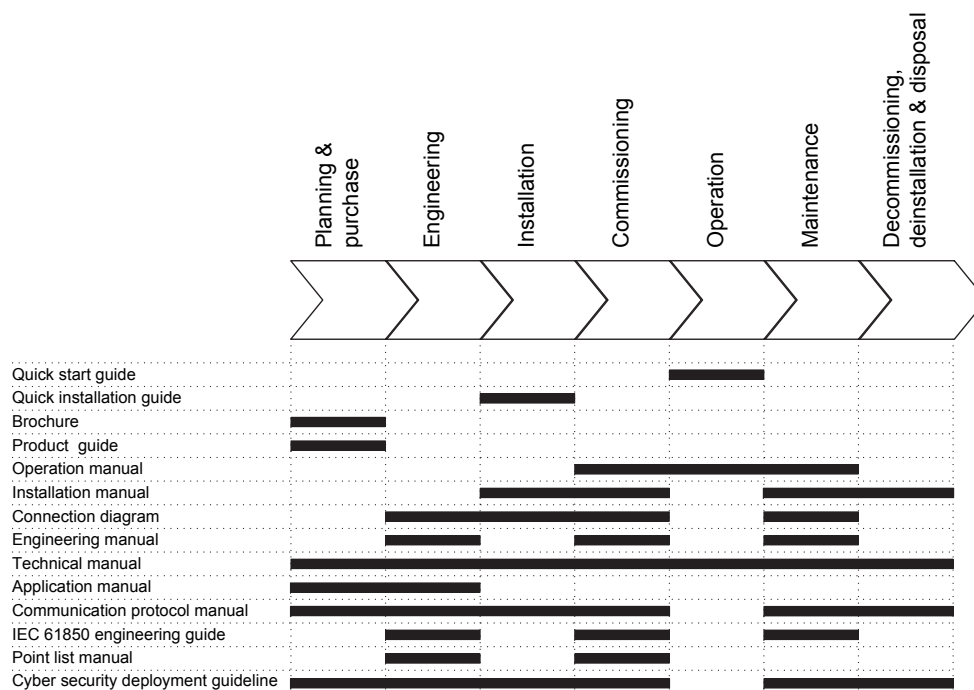 Planning &
purchase
Engineering
Installation
Commissioning
Operation
Maintenance
Decommissioning,
deinstallation & disposal
Quick start guide
Quick installation guide
Brochure
Product guide
Operation manual
Installation manual
Connection diagram
Engineering manual
Technical manual
Application manual
Communication protocol manual
IEC 61850 engineering guide
Point list manual
Cyber security deployment guideline